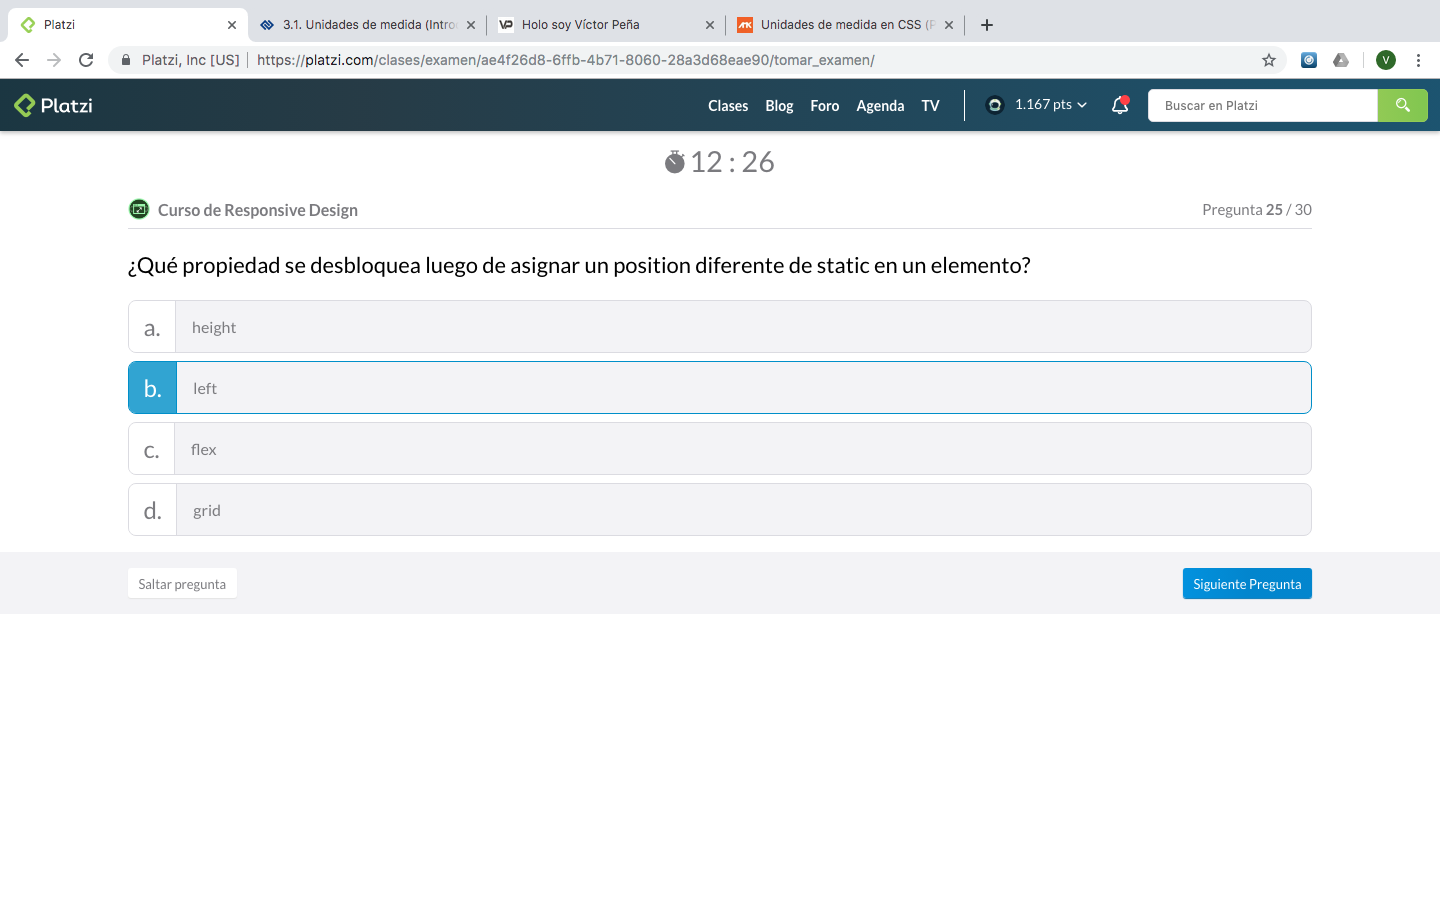 Platzi
3.1. Unidades de medida (Intro
Holo soy Víctor Peña
Unidades de medida en CSS (P
Platzi, Inc [US]
https://platzi.com/clases/examen/ae4f26d8-6ffb-4b71-8060-28a3d68eae90/tomar_examen/
V
Platzi
Clases
Blog
Foro
Agenda
TV
1.167 pts
Buscar en Platzi
12 : 26
Curso de Responsive Design
Pregunta 25 / 30
¿Qué propiedad se desbloquea luego de asignar un position diferente de static en un elemento?
a. height
b. left
c. flex
d. grid
Saltar pregunta
Siguiente Pregunta